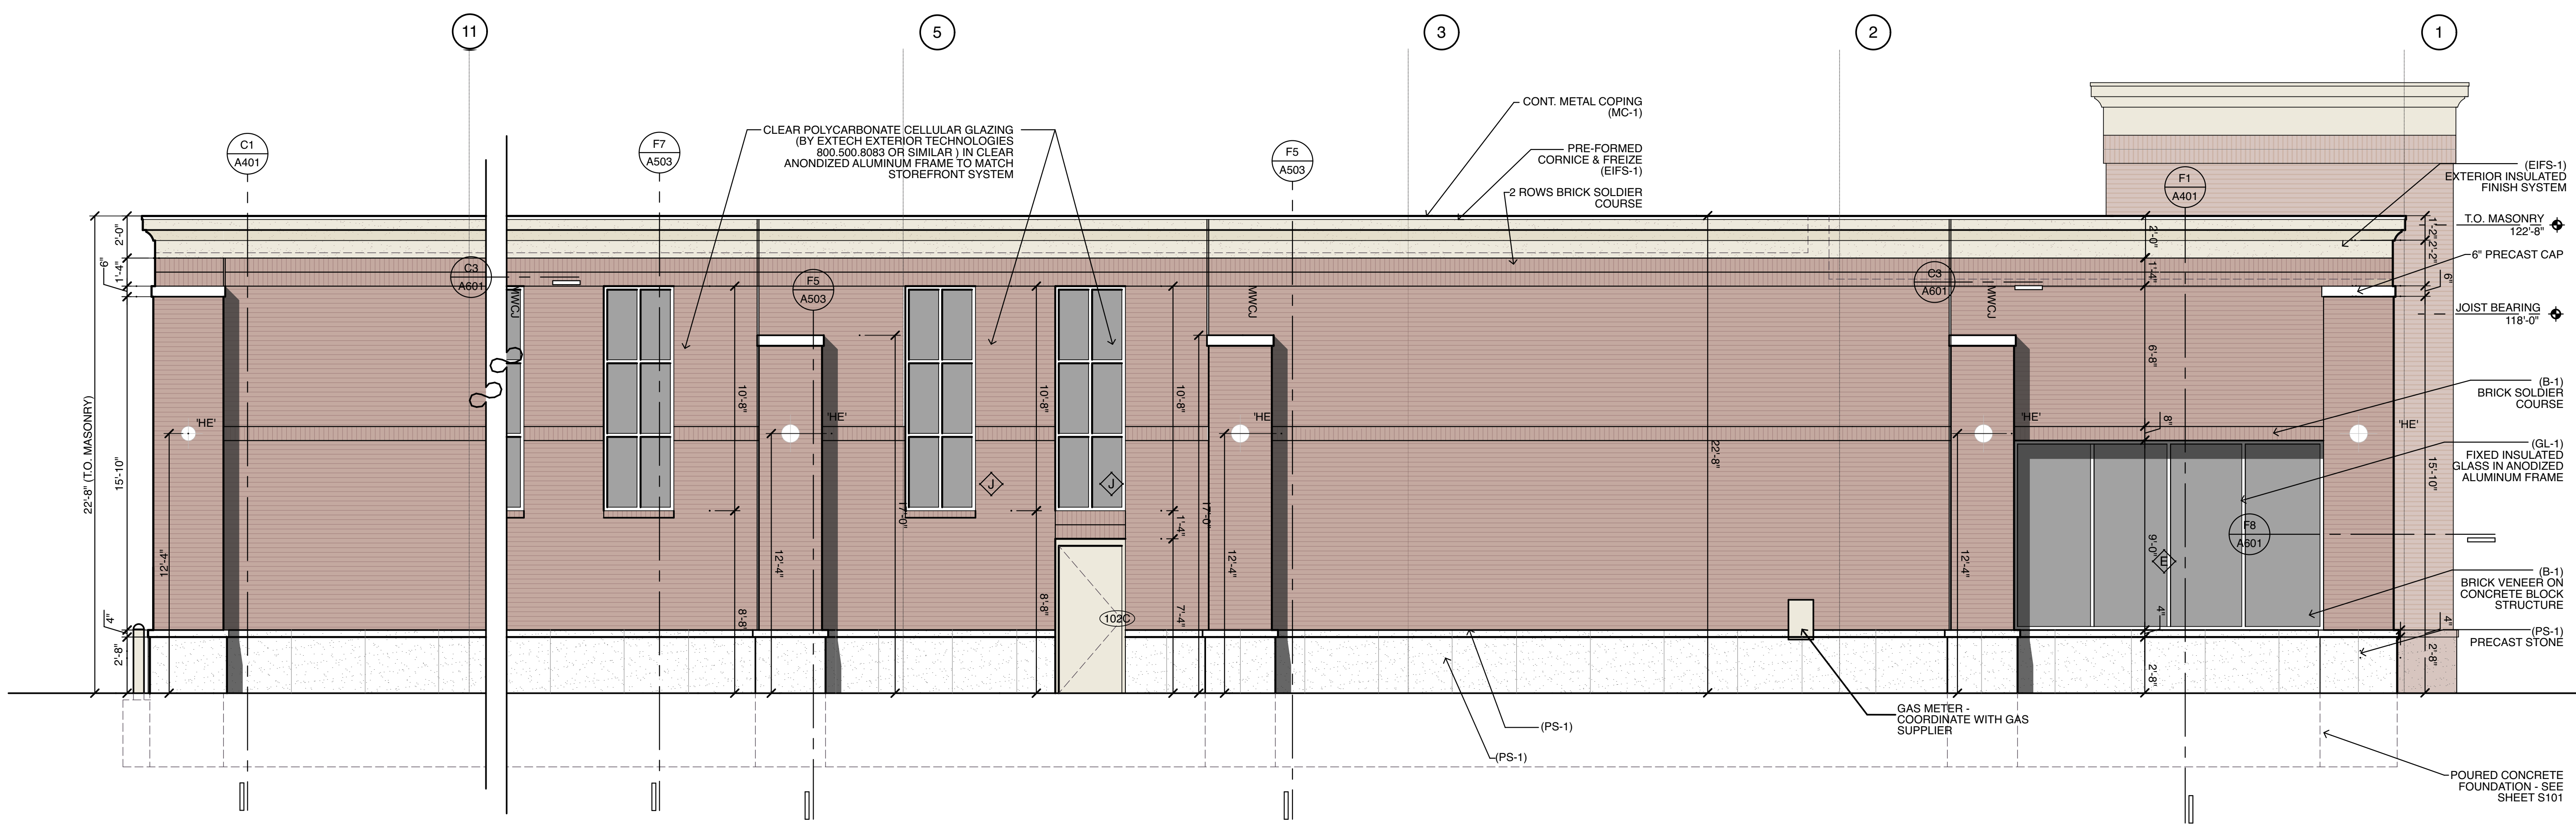 11
5
3
2
1
C1
A401
F7
A503
CLEAR POLYCARBONATE CELLULAR GLAZING
(BY EXTECH EXTERIOR TECHNOLOGIES
800.500.8083 OR SIMILAR ) IN CLEAR
ANONDIZED ALUMINUM FRAME TO MATCH
STOREFRONT SYSTEM
F5
A503
CONT. METAL COPING
(MC-1)
PRE-FORMED
CORNICE & FREIZE
(EIFS-1)
2 ROWS BRICK SOLDIER
COURSE
F1
A401
(EIFS-1)
EXTERIOR INSULATED
FINISH SYSTEM
T.O. MASONRY
122'-8"
6" PRECAST CAP
JOIST BEARING
118'-0"
(B-1)
BRICK SOLDIER
COURSE
(GL-1)
FIXED INSULATED
GLASS IN ANODIZED
ALUMINUM FRAME
(B-1)
BRICK VENEER ON
CONCRETE BLOCK
STRUCTURE
(PS-1)
PRECAST STONE
POURED CONCRETE
FOUNDATION - SEE
SHEET S101
22'-8" (T.O. MASONRY)
2'-0"
1'-4"
6"
15'-10"
4"
2'-8"
12'-4"
'HE'
C3
A601
MWCJ
F5
A503
10'-8"
8'-8"
'HE'
12'-4"
17'-0"
J
10'-8"
8'-8"
J
102C
10'-8"
1'-4"
7'-4"
17'-0"
12'-4"
MWCJ
'HE'
22'-8"
C3
A601
MWCJ
12'-4"
'HE'
2'-0"
1'-4"
6'-8"
8"
9'-0"
4"
2'-8"
E
F8
A601
'HE'
1'-2"
2'-2"
6"
15'-10"
4"
2'-8"
(PS-1)
(PS-1)
GAS METER -
COORDINATE WITH GAS
SUPPLIER